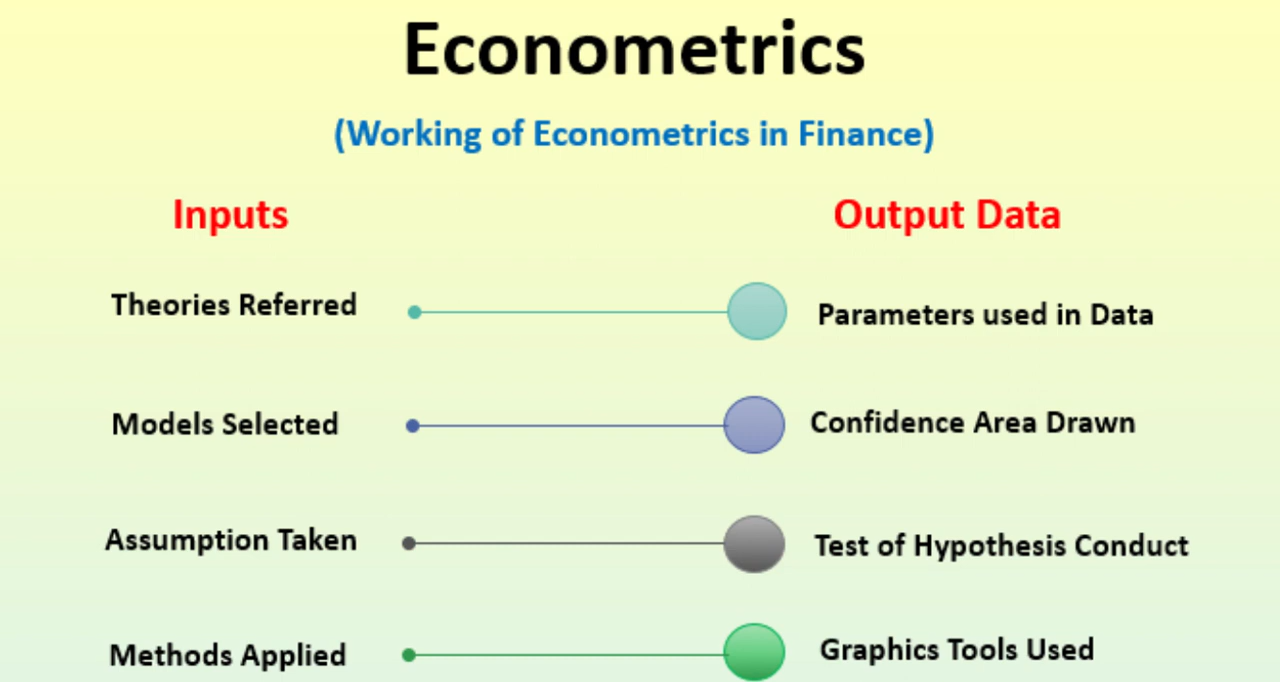 Econometrics
(Working of Econometrics in Finance)
Inputs
Output Data
Theories Referred
Parameters used in Data
Models Selected
Confidence Area Drawn
Assumption Taken
Test of Hypothesis Conduct
Methods Applied
Graphics Tools Used